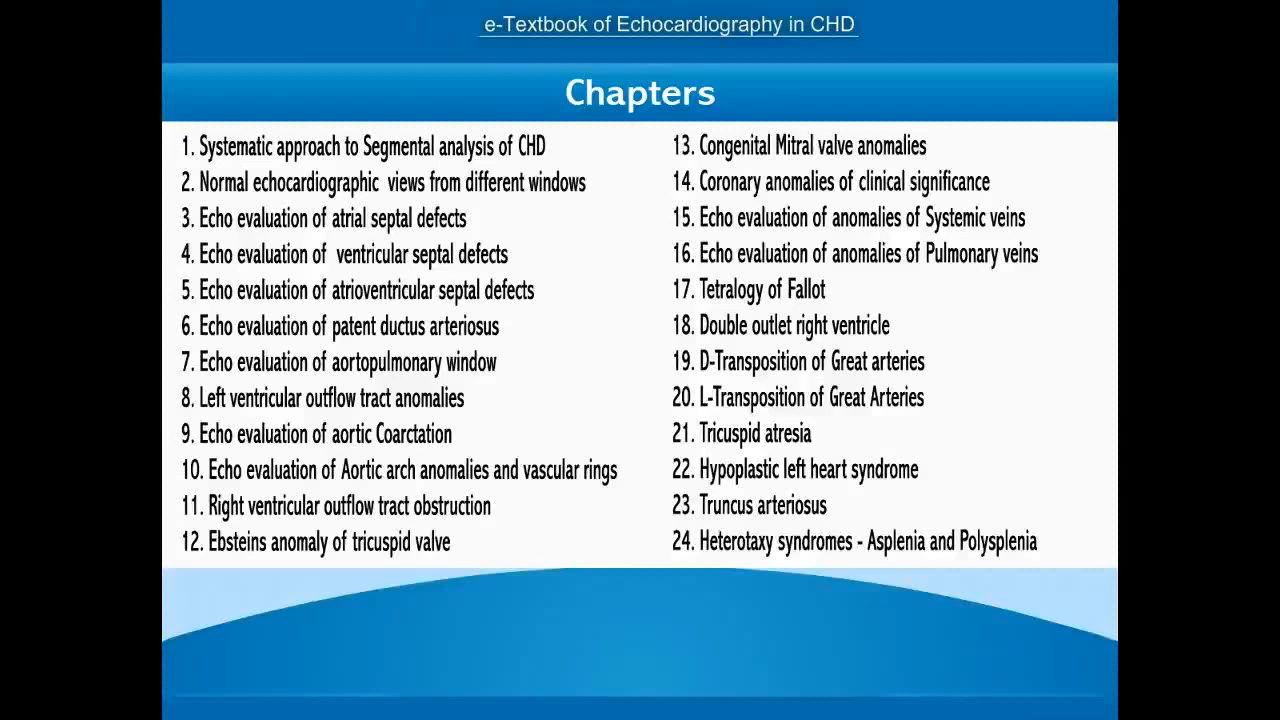 e-Textbook of Echocardiography in CHD
Chapters
1. Systematic approach to Segmental analysis of CHD
2. Normal echocardiographic views from different windows
3. Echo evaluation of atrial septal defects
4. Echo evaluation of ventricular septal defects
5. Echo evaluation of atrioventricular septal defects
6. Echo evaluation of patent ductus arteriosus
7. Echo evaluation of aortopulmonary window
8. Left ventricular outflow tract anomalies
9. Echo evaluation of aortic Coarctation
10. Echo evaluation of Aortic arch anomalies and vascular rings
11. Right ventricular outflow tract obstruction
12. Ebsteins anomaly of tricuspid valve
13. Congenital Mitral valve anomalies
14. Coronary anomalies of clinical significance
15. Echo evaluation of anomalies of Systemic veins
16. Echo evaluation of anomalies of Pulmonary veins
17. Tetralogy of Fallot
18. Double outlet right ventricle
19. D-Transposition of Great arteries
20. L-Transposition of Great Arteries
21. Tricuspid atresia
22. Hypoplastic left heart syndrome
23. Truncus arteriosus
24. Heterotaxy syndromes - Asplenia and Polysplenia